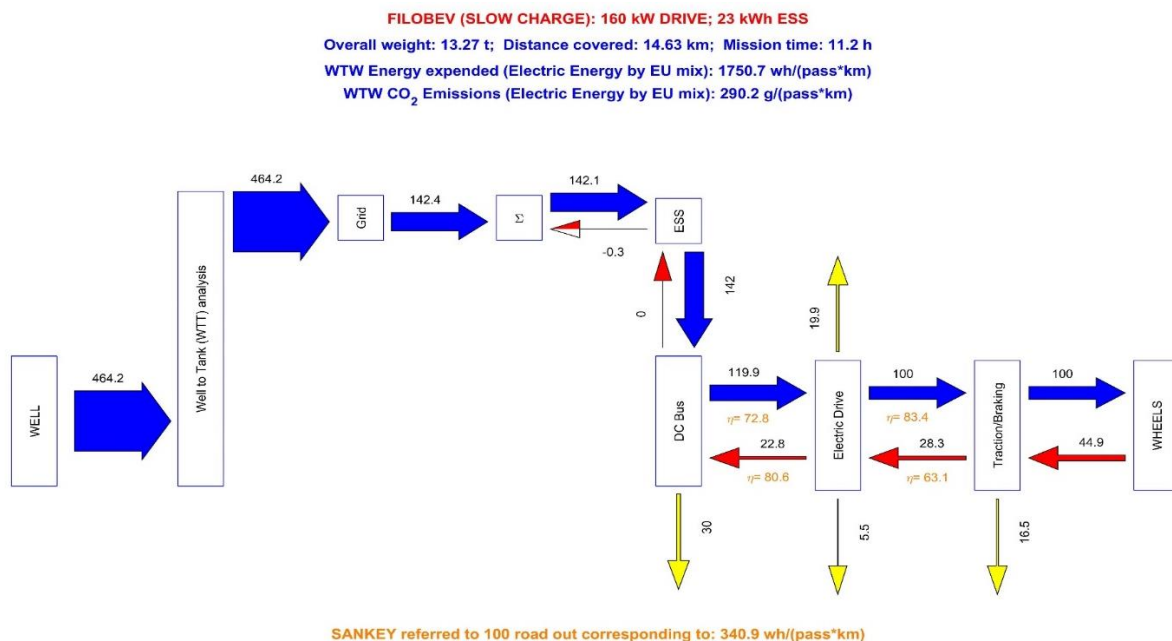 FILOBEV (SLOW CHARGE): 160 kW DRIVE; 23 kWh ESS
Overall weight: 13.27 t; Distance covered: 14.63 km; Mission time: 11.2 h
WTW Energy expended (Electric Energy by EU mix): 1750.7 wh/(pass*km)
WTW CO2 Emissions (Electric Energy by EU mix): 290.2 g/(pass*km)
WELL
464.2
Well to Tank (WTT) analysis
464.2
Grid
142.4
Σ
142.1
-0.3
ESS
0
142
DC Bus
30
119.9
η= 72.8
22.8
η= 80.6
19.9
Electric Drive
5.5
100
η= 83.4
28.3
η= 63.1
Traction/Braking
16.5
100
44.9
WHEELS
SANKEY referred to 100 road out corresponding to: 340.9 wh/(pass*km)